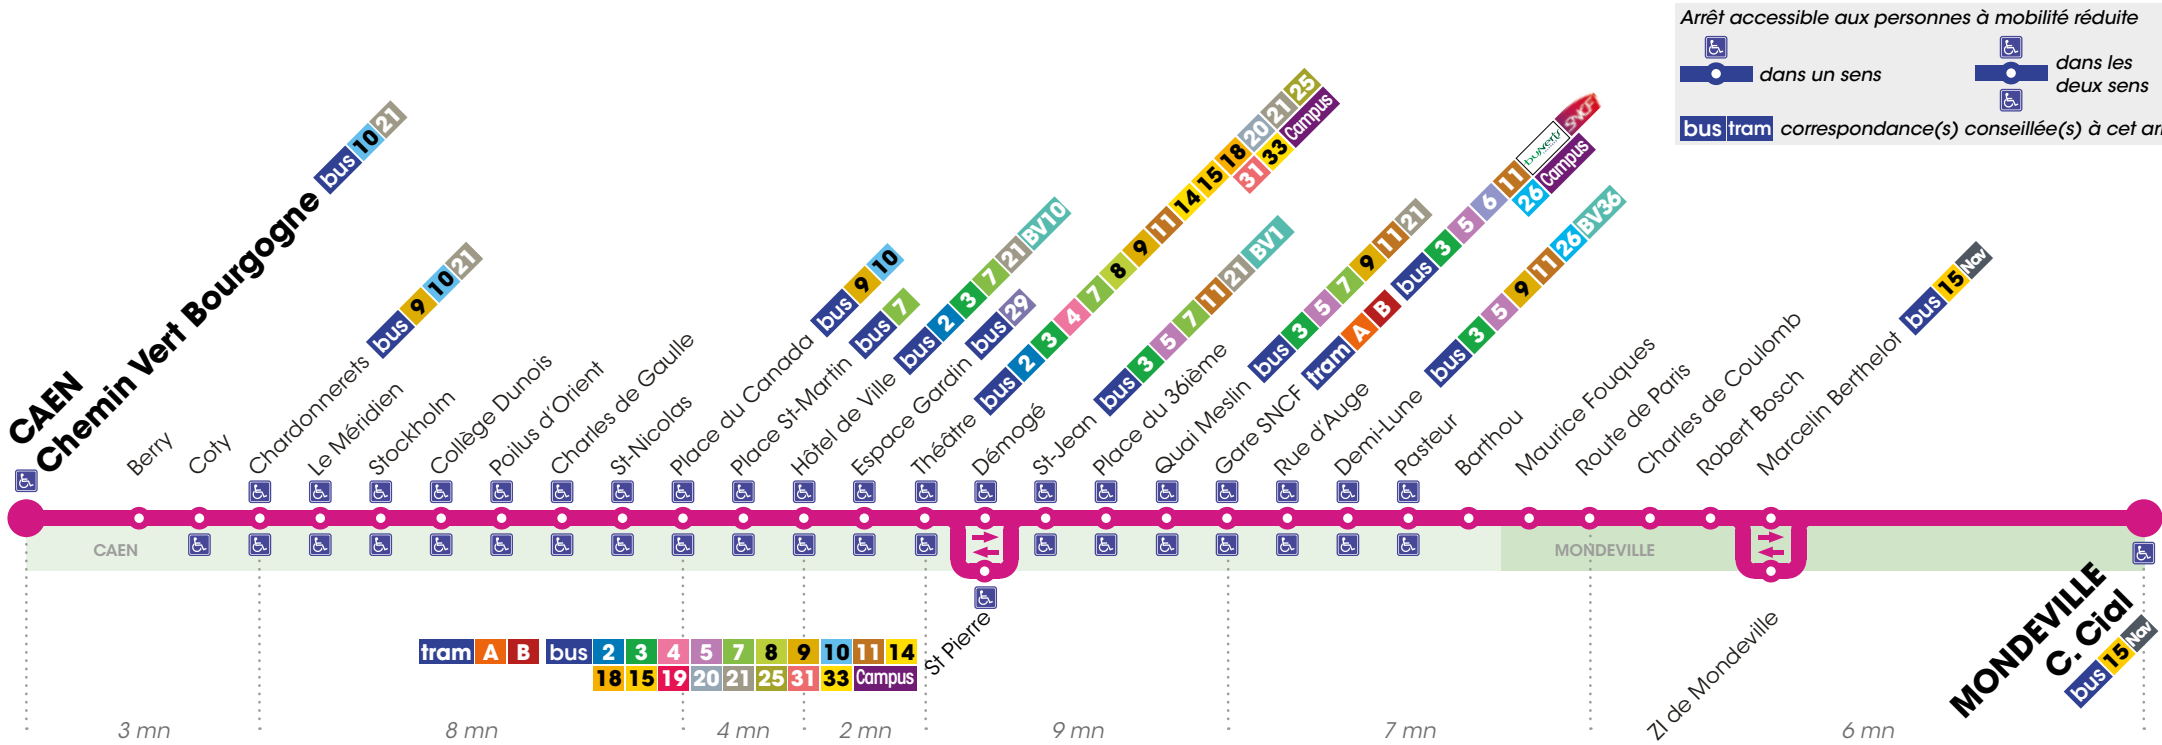 Arrêt accessible aux personnes à mobilité réduite
dans un sens
dans les
deux sens
bus tram correspondance(s) conseillée(s) à cet
CAEN
Chemin Vert Bourgogne bus 10 21
Berry
Coty
Chardonnerets bus 9 10 21
Le Méridien
Stockholm
Collège Dunois
Poilus d'Orient
Charles de Gaulle
St-Nicolas
Place du Canada bus 9 10
Place St-Martin bus 7
Hôtel de Ville bus 2 3 7 21 BV10
Espace Gardin bus 29
Théâtre bus 2 3 4 7 8 9 11 14 15 18 20 21 25
31 33 Campus
Démogé
St-Jean bus 3 5 7 11 21 BV1
Place du 36ième
Quai Meslin bus 3 5 7 9 11 21
Gare SNCF tram A B bus 3 5 6 11 busverts SNCF
26 Campus
Rue d'Auge
Demi-Lune bus 3 5 9 11 26 BV36
Pasteur
Barthou
Maurice Fouques
Route de Paris
Charles de Coulomb
Robert Bosch
Marcelin Berthelot bus 15 Nav
CAEN
MONDEVILLE
tram A B bus 2 3 4 5 7 8 9 10 11 14
18 15 19 20 21 25 31 33 Campus
St Pierre
ZI de Mondeville
MONDEVILLE
C. Cial
bus 15 Nav
3 mn
8 mn
4 mn
2 mn
9 mn
7 mn
6 mn